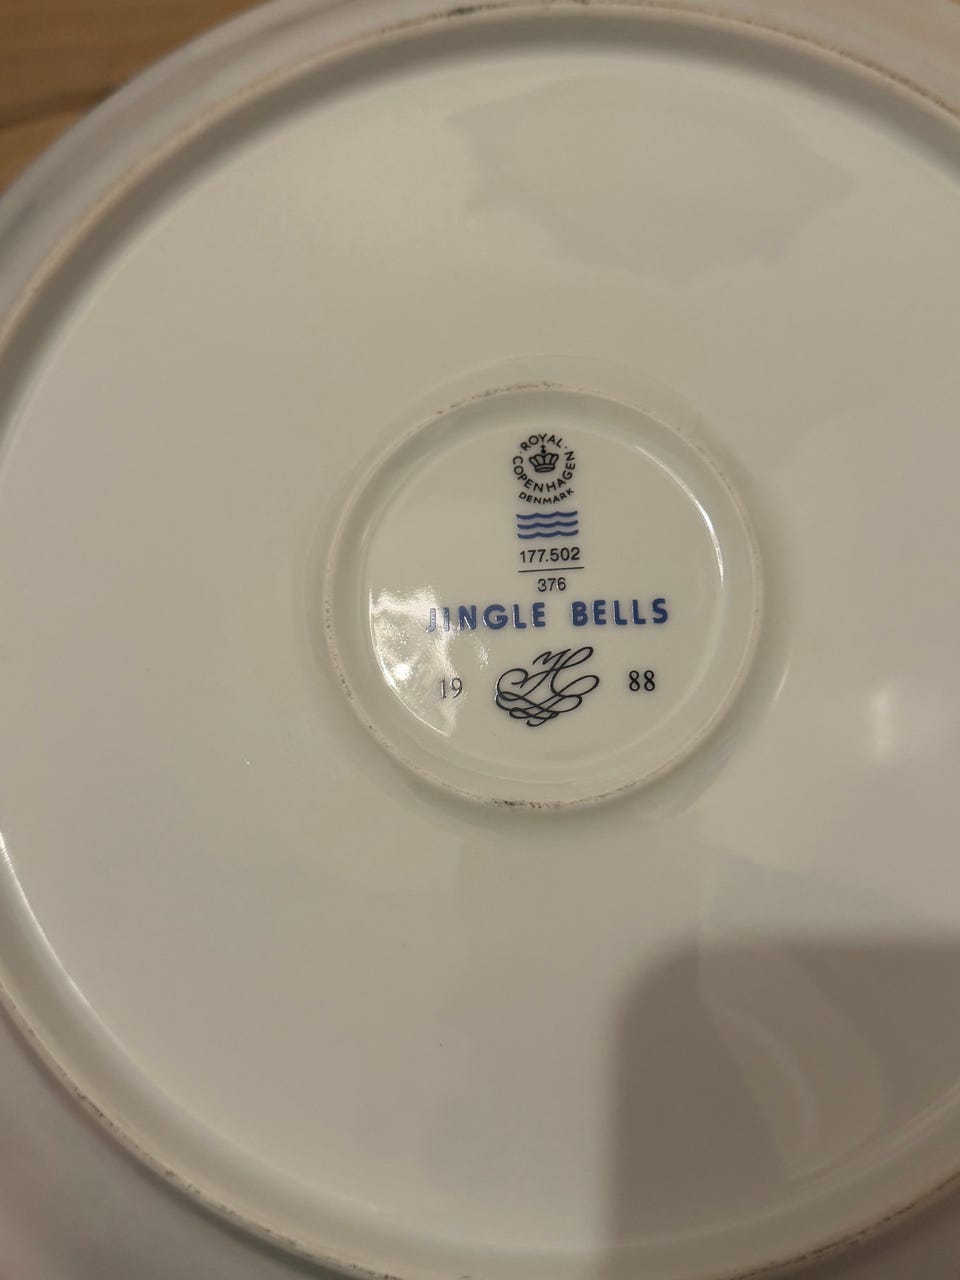 ROYAL
COPENHAGEN
DENMARK
177.502
376
JINGLE BELLS
19 88